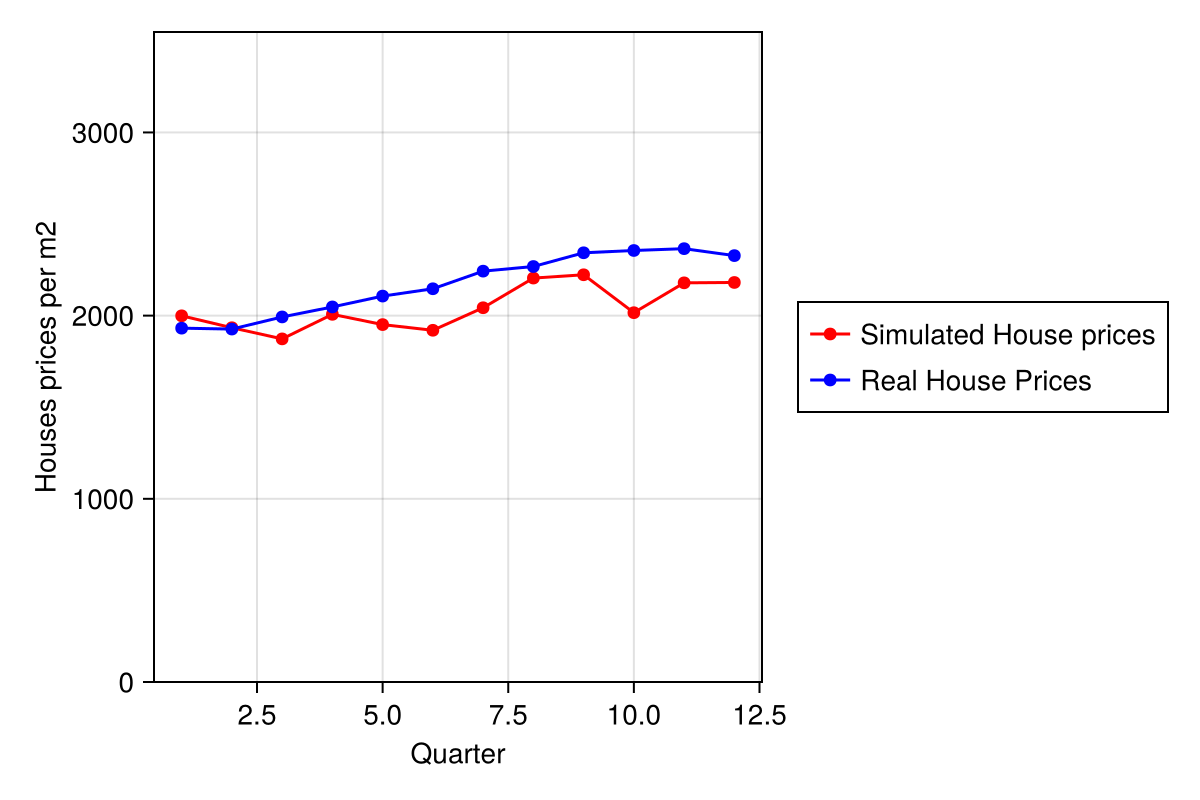 Houses prices per m2
3000
2000
1000
0
2.5 5.0 7.5 10.0 12.5
Quarter
Simulated House prices
Real House Prices